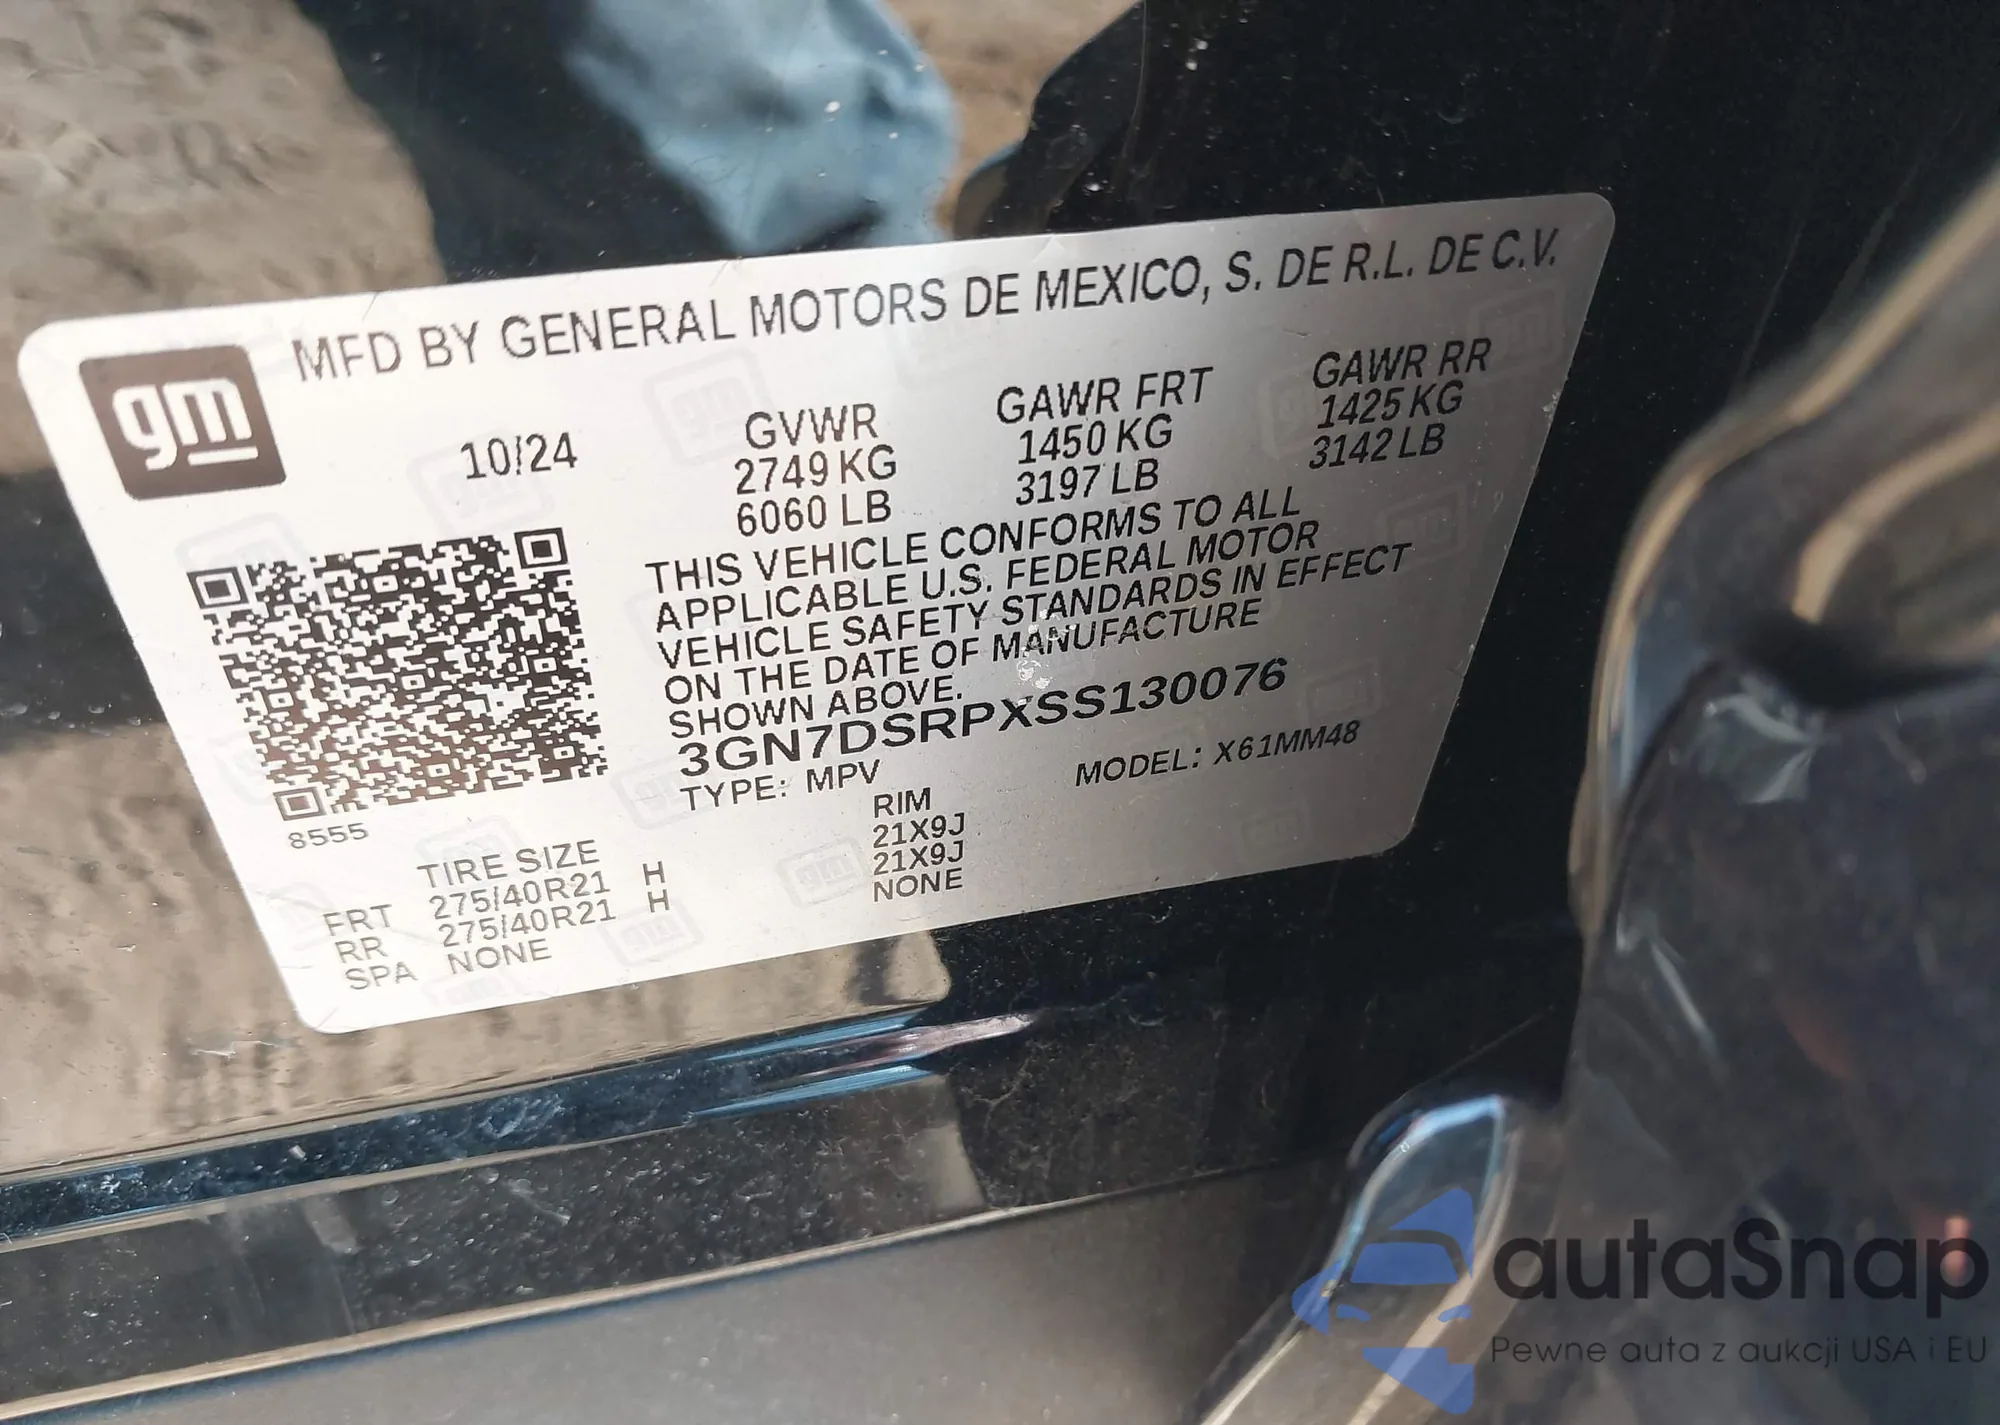 MFD BY GENERAL MOTORS DE MEXICO, S. DE R.L. DE C.V.
gm
10/24
GVWR
2749 KG
6060 LB
GAWR FRT
1450 KG
3197 LB
GAWR RR
1425 KG
3142 LB
THIS VEHICLE CONFORMS TO ALL
APPLICABLE U.S. FEDERAL MOTOR
VEHICLE SAFETY STANDARDS IN EFFECT
ON THE DATE OF MANUFACTURE
SHOWN ABOVE.
3GN7DSRPXSS130076
TYPE: MPV
MODEL: X61MM48
8555
TIRE SIZE
RIM
FRT 275/40R21 H 21X9J
RR 275/40R21 H 21X9J
SPA NONE NONE
autaSnap
Pewne auta z aukcji USA i EU